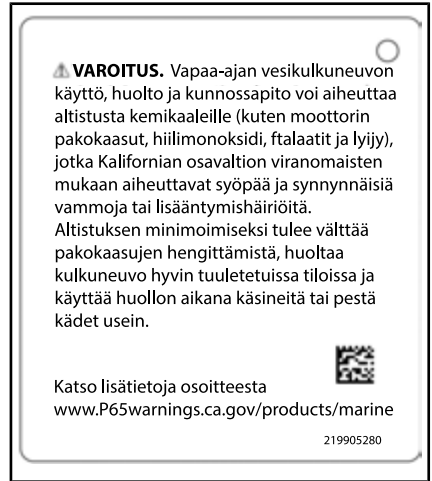 ⚠ VAROITUS. Vapaa-ajan vesikulkuneuvon
käyttö, huolto ja kunnossapito voi aiheuttaa
altistusta kemikaaleille (kuten moottorin
pakokaasut, hiilimonoksidi, ftalaatit ja lyijy),
jotka Kalifornian osavaltion viranomaisten
mukaan aiheuttavat syöpää ja synnynnäisiä
vammoja tai lisääntymishäiriöitä.
Altistuksen minimoimiseksi tulee välttää
pakokaasujen hengittämistä, huoltaa
kulkuneuvo hyvin tuuletetuissa tiloissa ja
käyttää huollon aikana käsineitä tai pestä
kädet usein.
Katso lisätietoja osoitteesta
www.P65warnings.ca.gov/products/marine
219905280